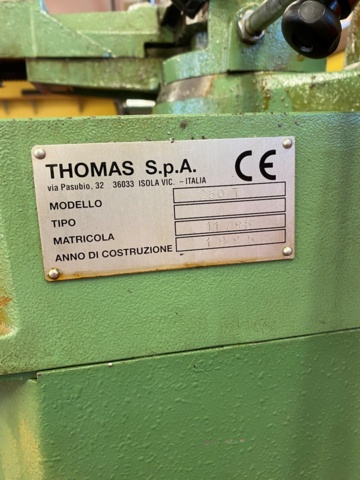 THOMAS S.p.A. CE
via Pasubio, 32 36033 ISOLA VIC. - ITALIA
MODELLO
TIPO
MATRICOLA
ANNO DI COSTRUZIONE